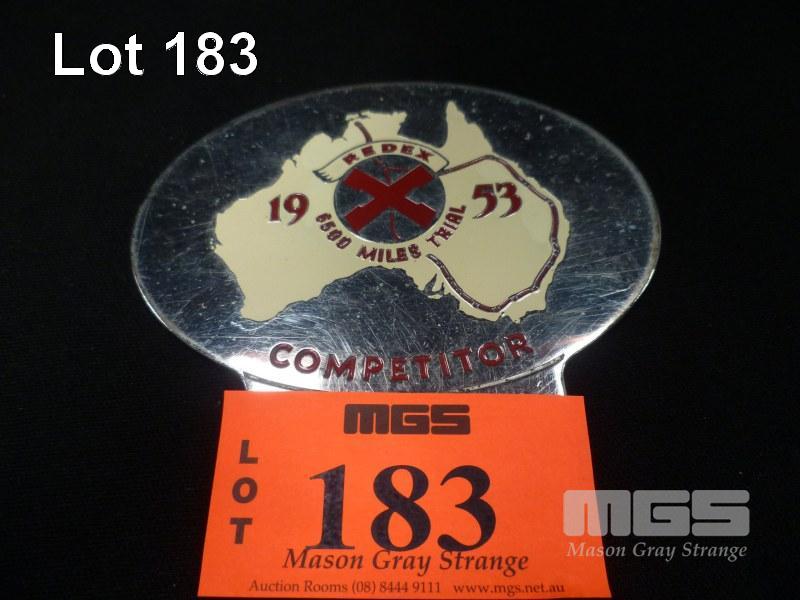 Lot 183
REDEX
19 53
6500 MILES TRIAL
COMPETITOR
MGS
LOT
183
Mason Gray Strange
Auction Rooms (08) 8444 9111 www.mgs.net.au
MGS
Mason Gray Strange